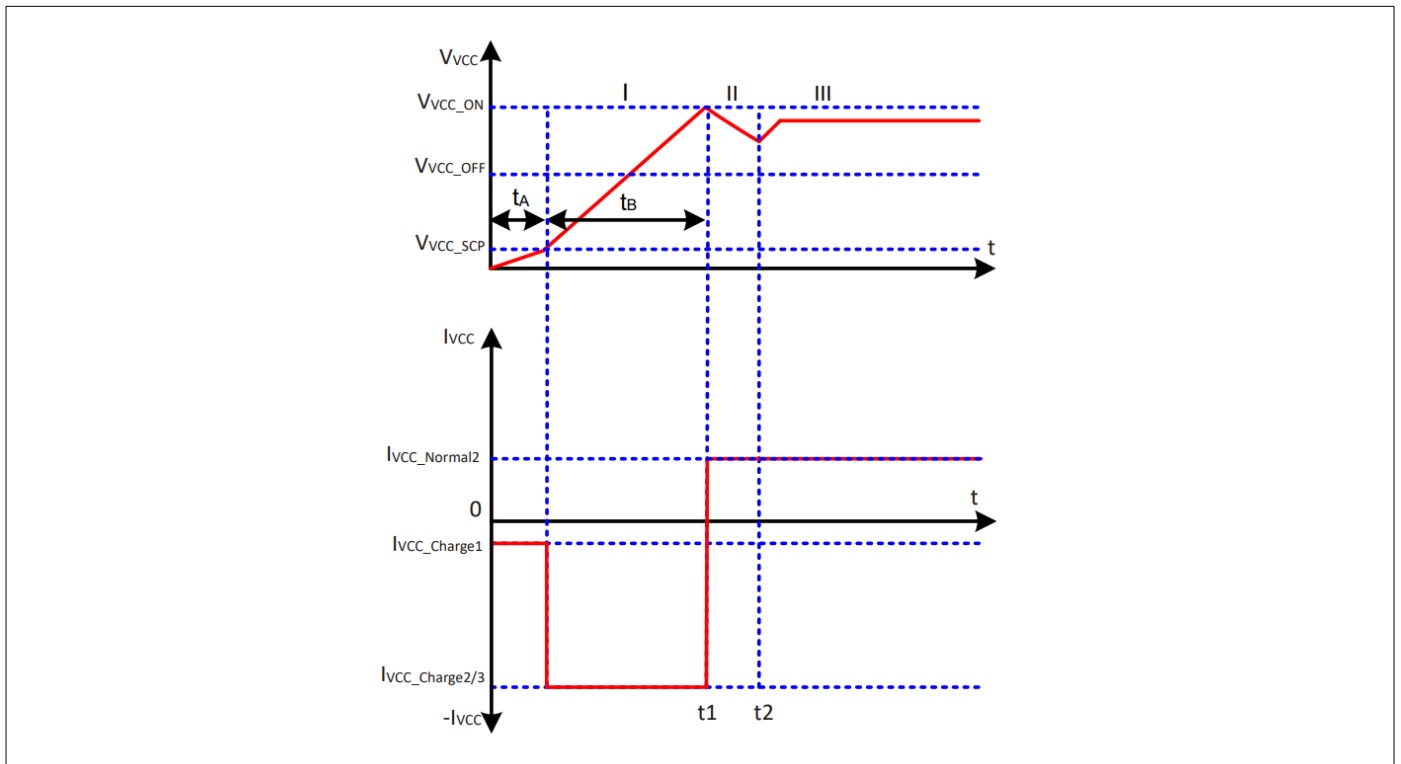 VVCC
VVCC_ON
I
II
III
VVCC_OFF
tA
tB
VVCC_SCP
t
IVCC
IVCC_Normal2
0
t
IVCC_Charge1
IVCC_Charge2/3
-IVCC
t1
t2